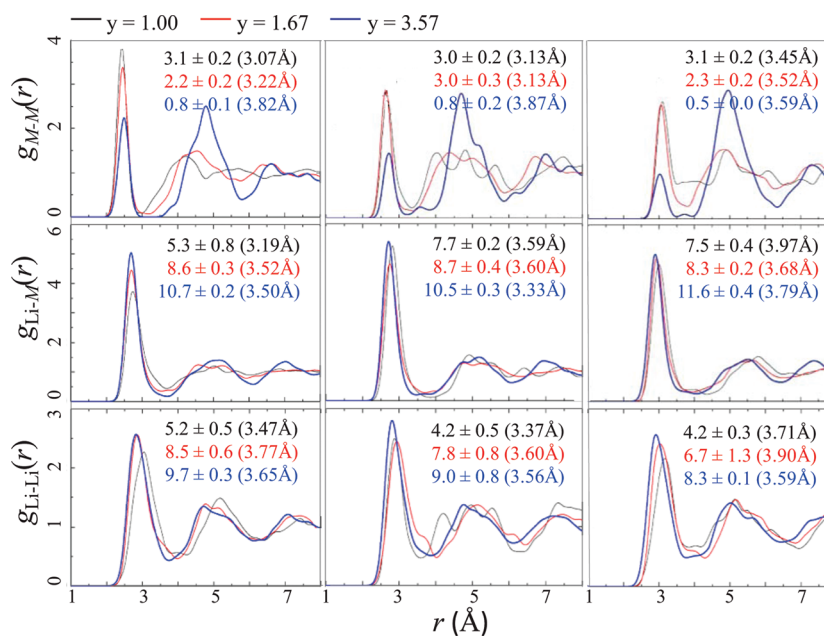 y = 1.00 y = 1.67 y = 3.57
g_M-M(r)
4
2
0
3.1 ± 0.2 (3.07Å)
2.2 ± 0.2 (3.22Å)
0.8 ± 0.1 (3.82Å)
3.0 ± 0.2 (3.13Å)
3.0 ± 0.3 (3.13Å)
0.8 ± 0.2 (3.87Å)
3.1 ± 0.2 (3.45Å)
2.3 ± 0.2 (3.52Å)
0.5 ± 0.0 (3.59Å)
g_Li-M(r)
6
4
2
0
5.3 ± 0.8 (3.19Å)
8.6 ± 0.3 (3.52Å)
10.7 ± 0.2 (3.50Å)
7.7 ± 0.2 (3.59Å)
8.7 ± 0.4 (3.60Å)
10.5 ± 0.3 (3.33Å)
7.5 ± 0.4 (3.97Å)
8.3 ± 0.2 (3.68Å)
11.6 ± 0.4 (3.79Å)
g_Li-Li(r)
3
2
1
0
5.2 ± 0.5 (3.47Å)
8.5 ± 0.6 (3.77Å)
9.7 ± 0.3 (3.65Å)
4.2 ± 0.5 (3.37Å)
7.8 ± 0.8 (3.60Å)
9.0 ± 0.8 (3.56Å)
4.2 ± 0.3 (3.71Å)
6.7 ± 1.3 (3.90Å)
8.3 ± 0.1 (3.59Å)
1 3 5 7 1 3 5 7 1 3 5 7
r (Å)